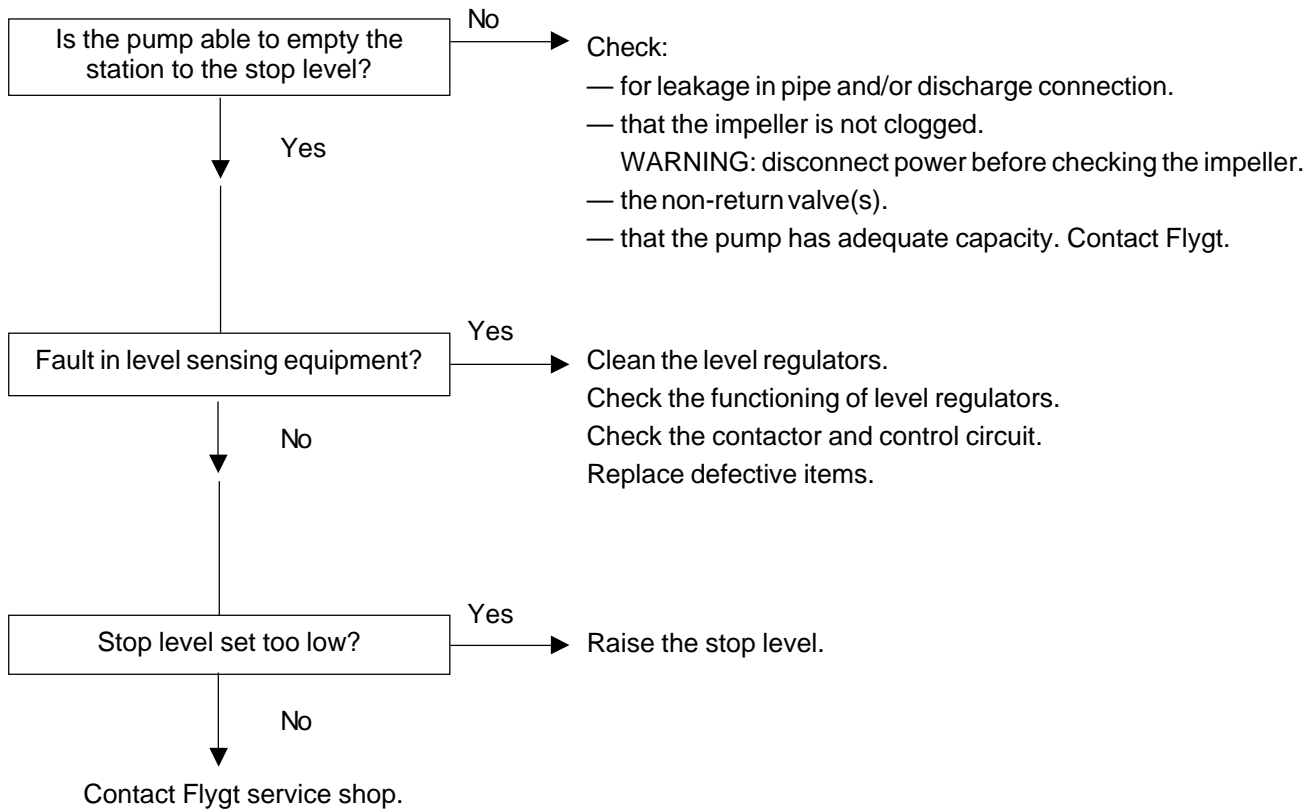 Is the pump able to empty the
station to the stop level?
No
Check:
— for leakage in pipe and/or discharge connection.
— that the impeller is not clogged.
WARNING: disconnect power before checking the impeller.
— the non-return valve(s).
— that the pump has adequate capacity. Contact Flygt.
Yes
Fault in level sensing equipment?
Yes
Clean the level regulators.
Check the functioning of level regulators.
Check the contactor and control circuit.
Replace defective items.
No
Stop level set too low?
Yes
Raise the stop level.
No
Contact Flygt service shop.